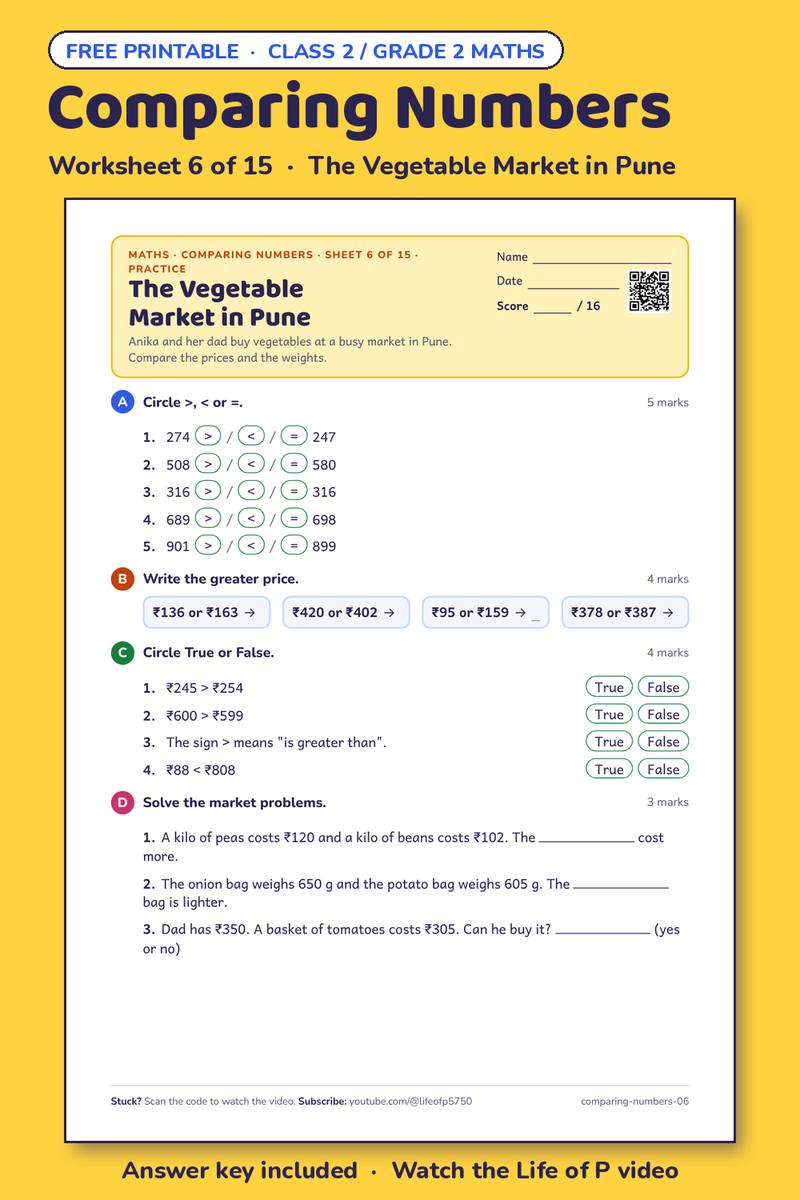 FREE PRINTABLE · CLASS 2 / GRADE 2 MATHS
Comparing Numbers
Worksheet 6 of 15 · The Vegetable Market in Pune
MATHS · COMPARING NUMBERS · SHEET 6 OF 15 ·
PRACTICE
The Vegetable
Market in Pune
Anika and her dad buy vegetables at a busy market in Pune.
Compare the prices and the weights.
Name ____________
Date ____________
Score _____ / 16
A Circle >, < or =. 5 marks
1. 274 > / < / = 247
2. 508 > / < / = 580
3. 316 > / < / = 316
4. 689 > / < / = 698
5. 901 > / < / = 899
B Write the greater price. 4 marks
₹136 or ₹163 → ₹420 or ₹402 → ₹95 or ₹159 → _ ₹378 or ₹387 →
C Circle True or False. 4 marks
1. ₹245 > ₹254 True False
2. ₹600 > ₹599 True False
3. The sign > means "is greater than". True False
4. ₹88 < ₹808 True False
D Solve the market problems. 3 marks
1. A kilo of peas costs ₹120 and a kilo of beans costs ₹102. The ____________ cost
more.
2. The onion bag weighs 650 g and the potato bag weighs 605 g. The ____________
bag is lighter.
3. Dad has ₹350. A basket of tomatoes costs ₹305. Can he buy it? ____________ (yes
or no)
Stuck? Scan the code to watch the video. Subscribe: youtube.com/@lifeofp5750 comparing-numbers-06
Answer key included · Watch the Life of P video